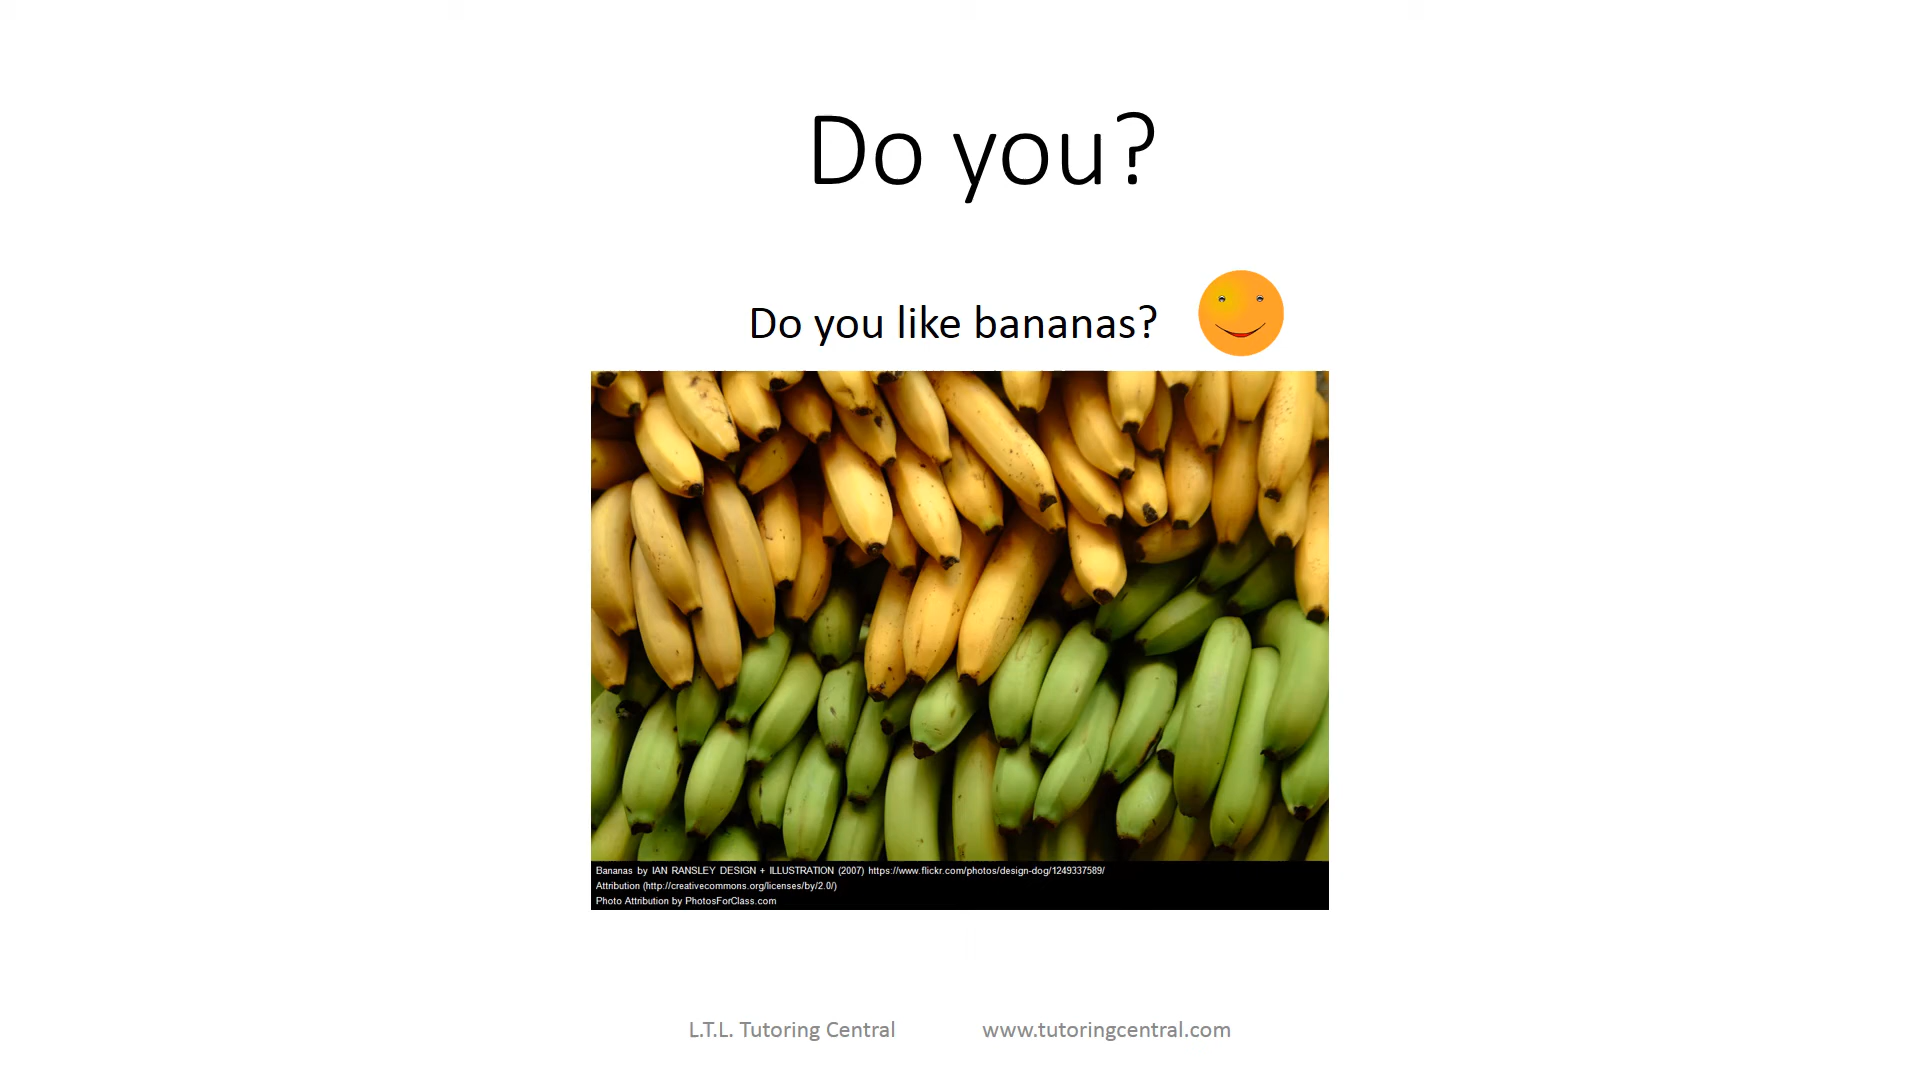 Do you?
Do you like bananas?
Bananas by IAN RANSLEY DESIGN + ILLUSTRATION (2007) https://www.flickr.com/photos/design-dog/1249337589/
Attribution (http://creativecommons.org/licenses/by/2.0/)
Photo Attribution by PhotosForClass.com
L.T.L. Tutoring Central www.tutoringcentral.com